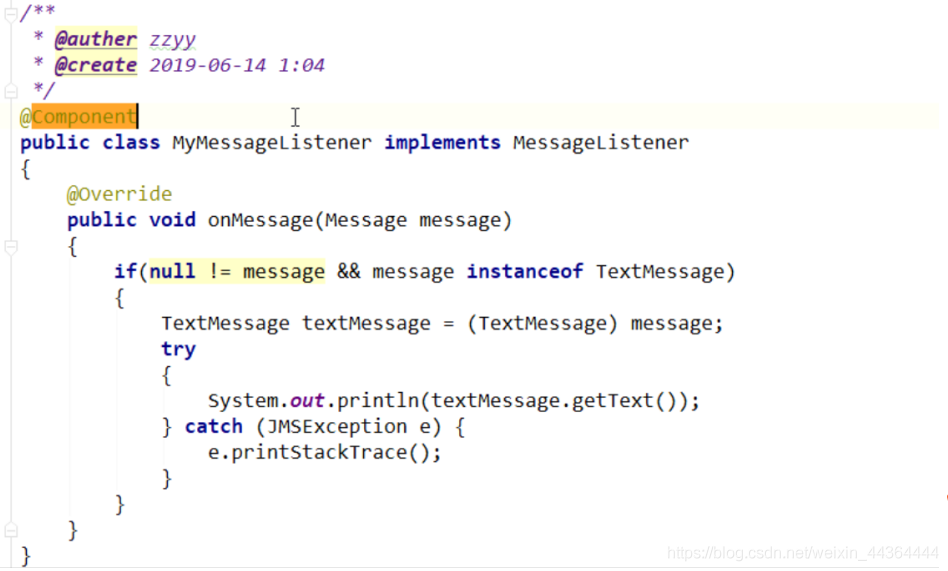 /**
 * @auther zzyy
 * @create 2019-06-14 1:04
 */
@Component
public class MyMessageListener implements MessageListener
{
    @Override
    public void onMessage(Message message)
    {
        if(null != message && message instanceof TextMessage)
        {
            TextMessage textMessage = (TextMessage) message;
            try
            {
                System.out.println(textMessage.getText());
            } catch (JMSException e) {
                e.printStackTrace();
            }
        }
    }
}
https://blog.csdn.net/weixin_44364444